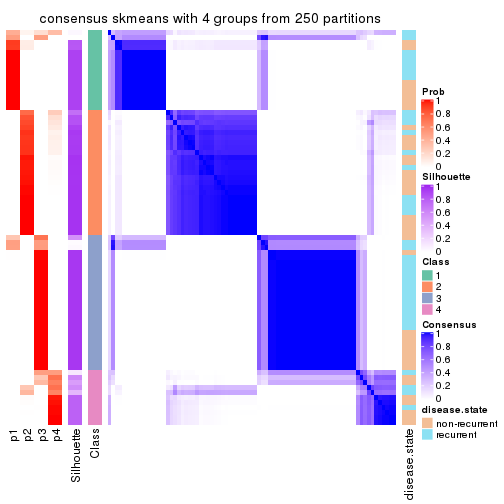 consensus skmeans with 4 groups from 250 partitions
Prob
1
0.8
0.6
0.4
0.2
0
Silhouette
1
0.8
0.6
0.4
0.2
0
Class
1
2
3
4
Consensus
1
0.8
0.6
0.4
0.2
0
disease.state
non-recurrent
recurrent
p1
p2
p3
p4
Silhouette
Class
disease.state